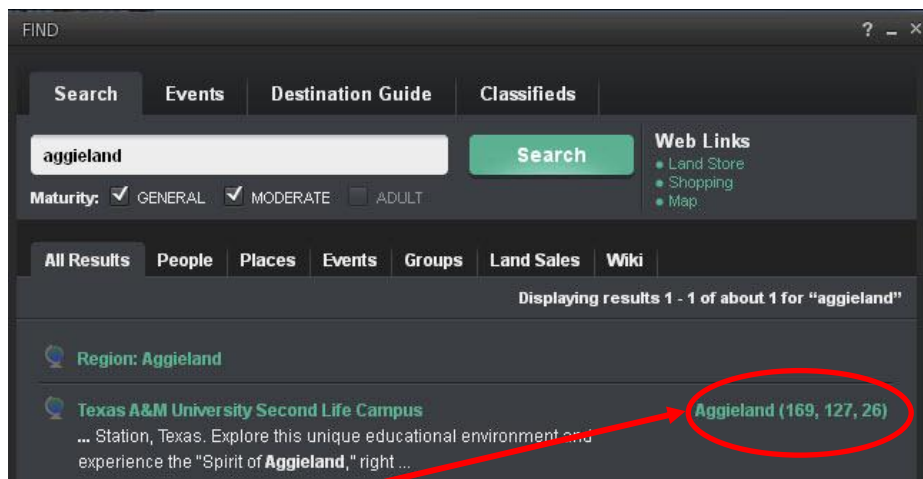 FIND ? – ×
Search Events Destination Guide Classifieds
aggieland Search
Web Links
• Land Store
• Shopping
• Map
Maturity: GENERAL MODERATE ADULT
All Results People Places Events Groups Land Sales Wiki
Displaying results 1 - 1 of about 1 for “aggieland”
Region: Aggieland
Texas A&M University Second Life Campus Aggieland (169, 127, 26)
... Station, Texas. Explore this unique educational environment and
experience the "Spirit of Aggieland," right ...